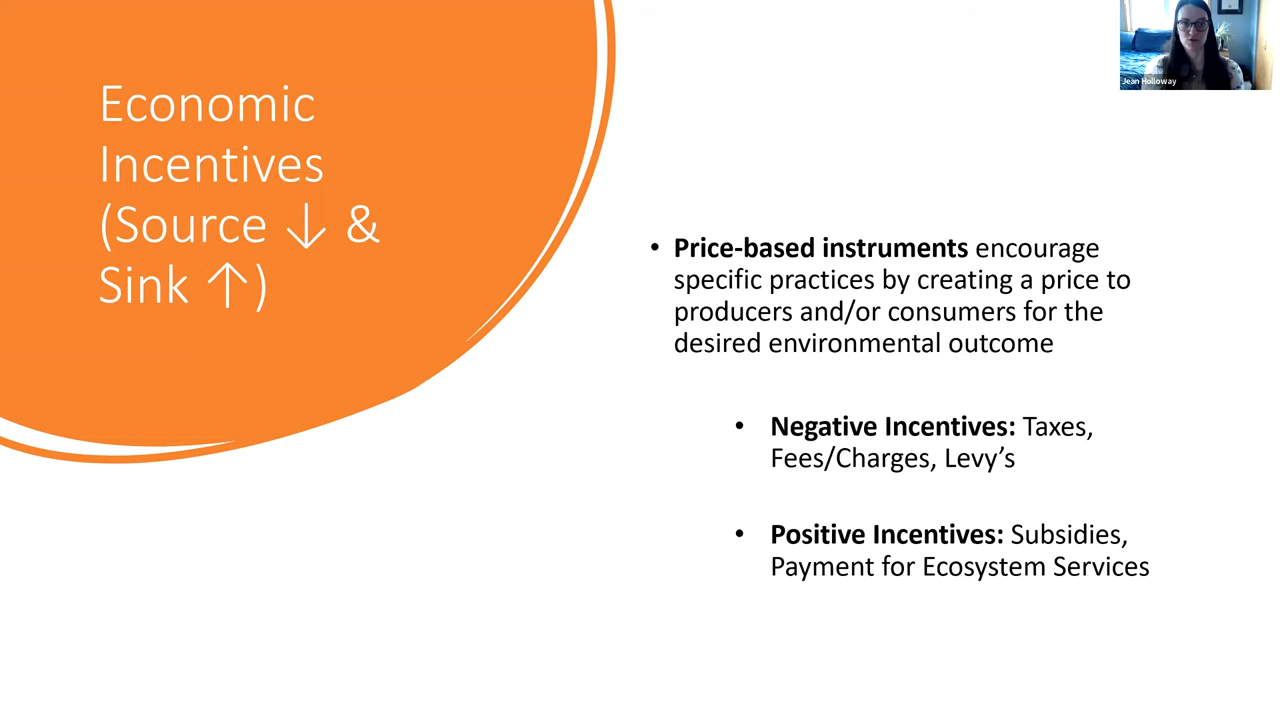 Economic
Incentives
(Source ↓ &
Sink ↑)
Jean Holloway
• Price-based instruments encourage
specific practices by creating a price to
producers and/or consumers for the
desired environmental outcome
• Negative Incentives: Taxes,
Fees/Charges, Levy’s
• Positive Incentives: Subsidies,
Payment for Ecosystem Services